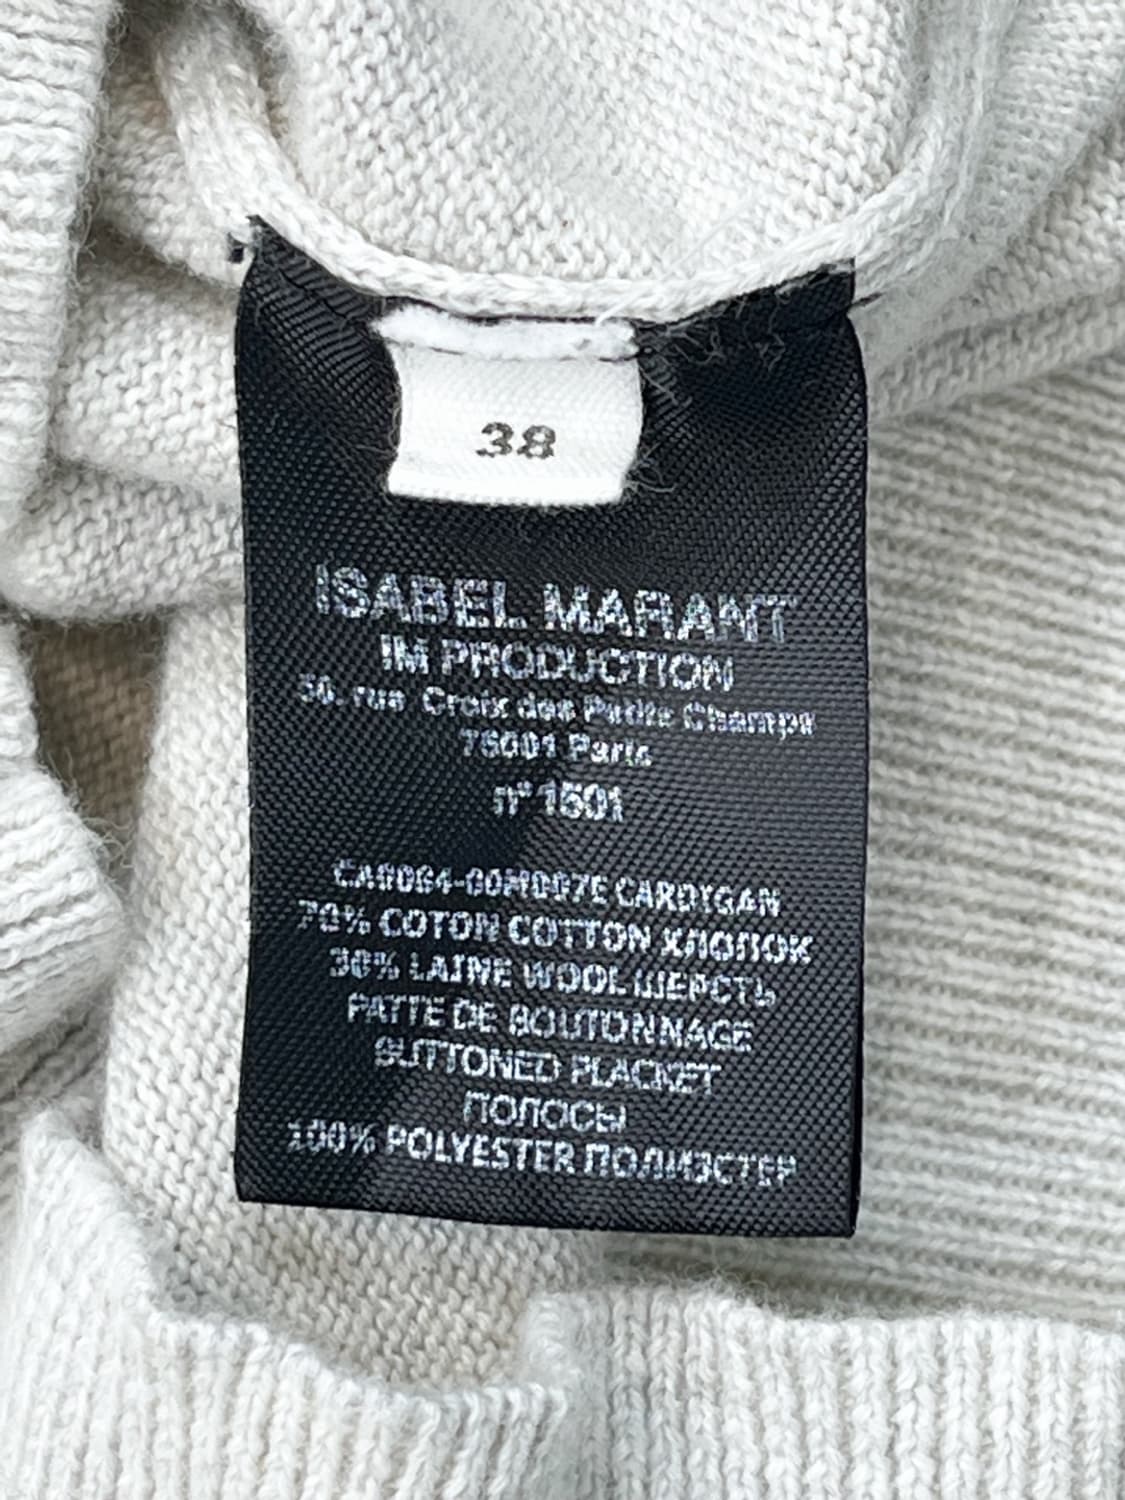 38
ISABEL MARANT
IM PRODUCTION
50, rue Croix des Petits Champs
75001 Paris
n° 1501
CARDIGAN
70% COTON COTTON ХЛОПОК
30% LAINE WOOL ШЕРСТЬ
PATTE DE BOUTONNAGE
BUTTONED PLACKET
ПОЛОСЫ
100% POLYESTER ПОЛИЭСТЕР